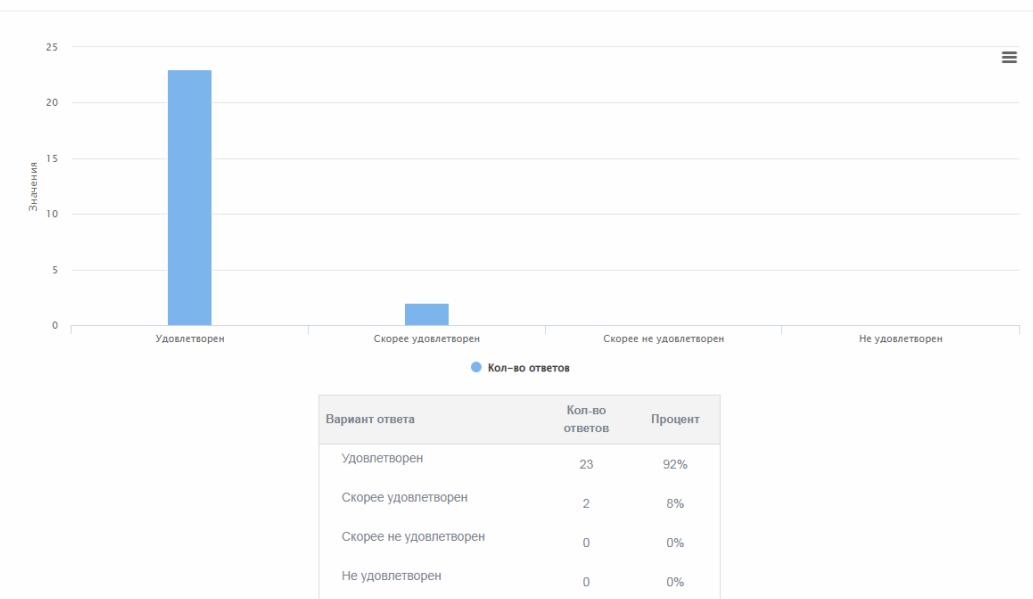 25
20
15
10
5
0
Значения
Удовлетворен Скорее удовлетворен Скорее не удовлетворен Не удовлетворен
Кол-во ответов
Вариант ответа Кол-во ответов Процент
Удовлетворен 23 92%
Скорее удовлетворен 2 8%
Скорее не удовлетворен 0 0%
Не удовлетворен 0 0%